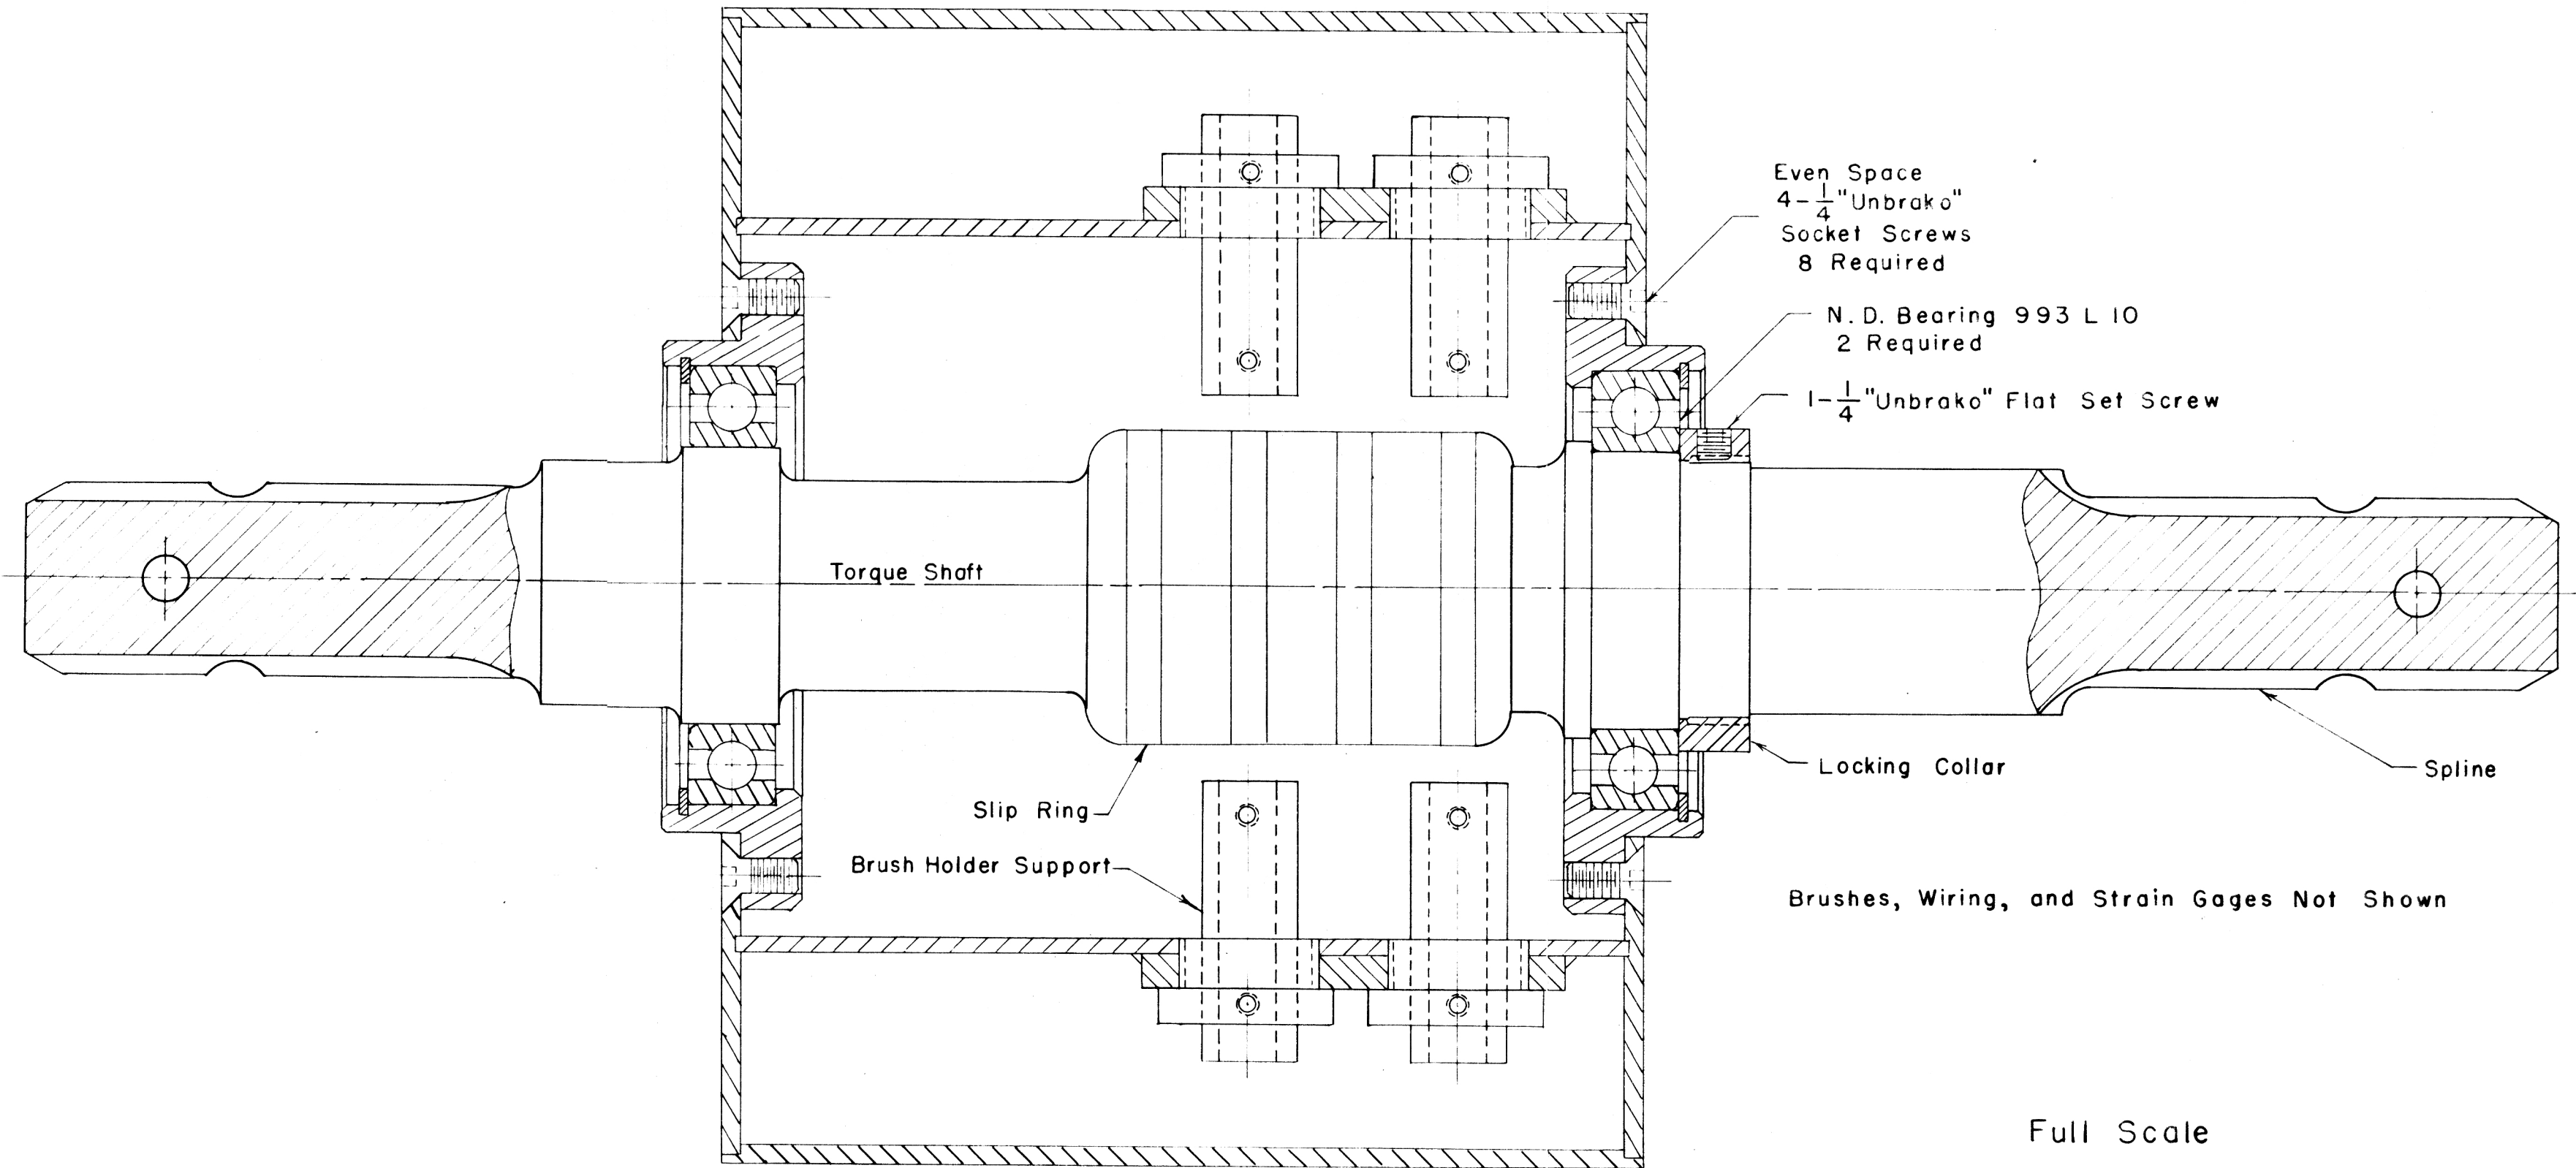 Even Space
4-1/4"Unbrako"
Socket Screws
8 Required
N. D. Bearing 993 L 10
2 Required
1-1/4"Unbrako" Flat Set Screw
Torque Shaft
Locking Collar
Spline
Slip Ring
Brush Holder Support
Brushes, Wiring, and Strain Gages Not Shown
Full Scale